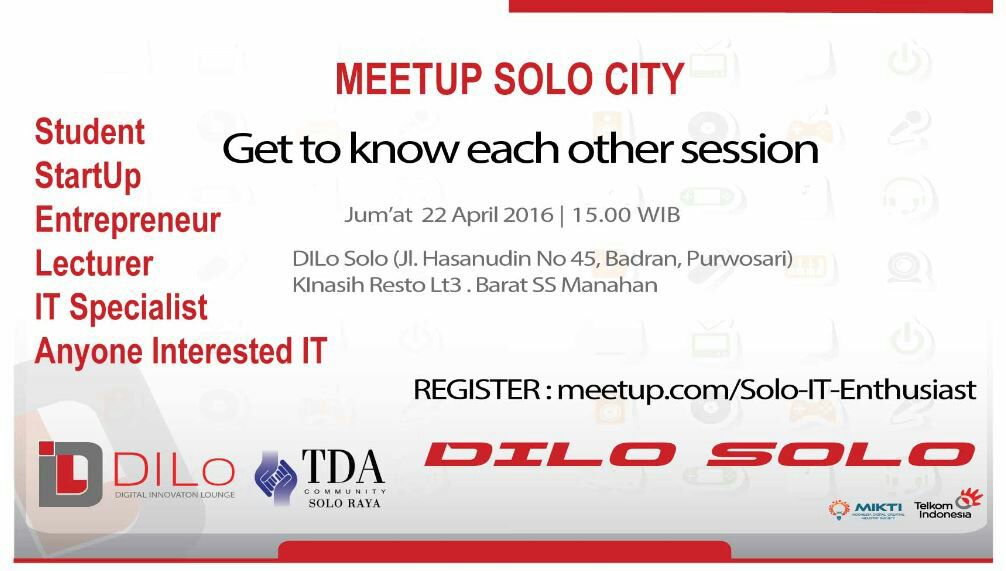 MEETUP SOLO CITY
Get to know each other session
Jum'at 22 April 2016 | 15.00 WIB
DILo Solo (Jl. Hasanudin No 45, Badran, Purwosari)
KInasih Resto Lt3 . Barat SS Manahan
Student
StartUp
Entrepreneur
Lecturer
IT Specialist
Anyone Interested IT
REGISTER : meetup.com/Solo-IT-Enthusiast
DILo
DIGITAL INNOVATON LOUNGE
TDA
COMMUNITY
SOLO RAYA
DILO SOLO
MIKTI
Telkom
Indonesia